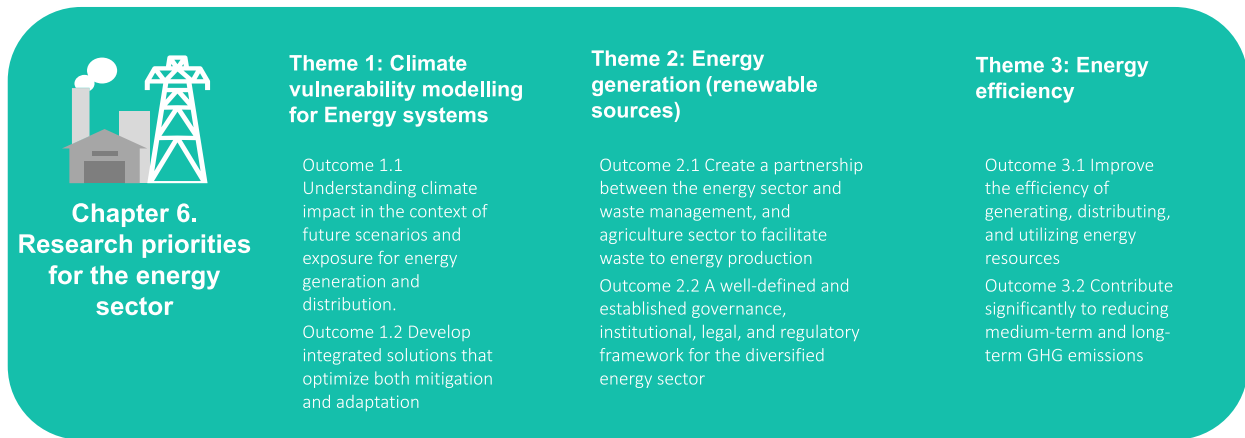 Chapter 6.
Research priorities
for the energy
sector
Theme 1: Climate
vulnerability modelling
for Energy systems
Outcome 1.1
Understanding climate
impact in the context of
future scenarios and
exposure for energy
generation and
distribution.
Outcome 1.2 Develop
integrated solutions that
optimize both mitigation
and adaptation
Theme 2: Energy
generation (renewable
sources)
Outcome 2.1 Create a partnership
between the energy sector and
waste management, and
agriculture sector to facilitate
waste to energy production
Outcome 2.2 A well-defined and
established governance,
institutional, legal, and regulatory
framework for the diversified
energy sector
Theme 3: Energy
efficiency
Outcome 3.1 Improve
the efficiency of
generating, distributing,
and utilizing energy
resources
Outcome 3.2 Contribute
significantly to reducing
medium-term and long-
term GHG emissions